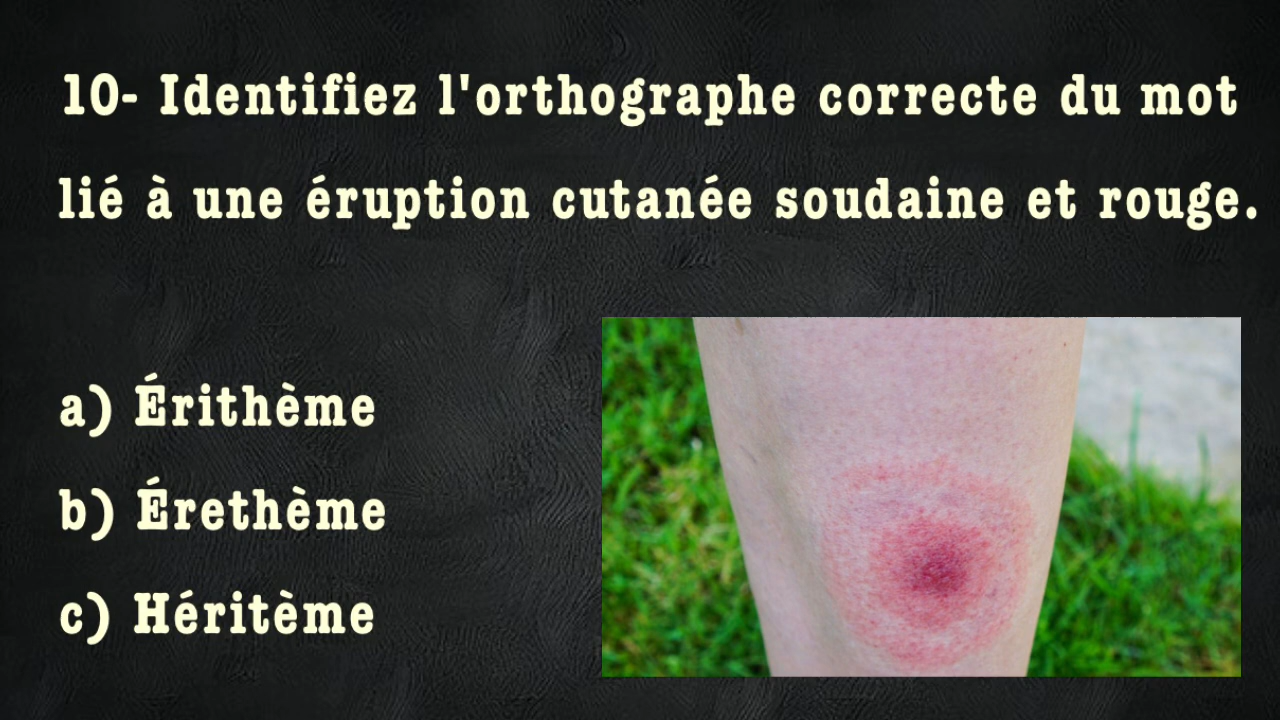 10- Identifiez l'orthographe correcte du mot
lié à une éruption cutanée soudaine et rouge.
a) Érithème
b) Érethème
c) Héritème